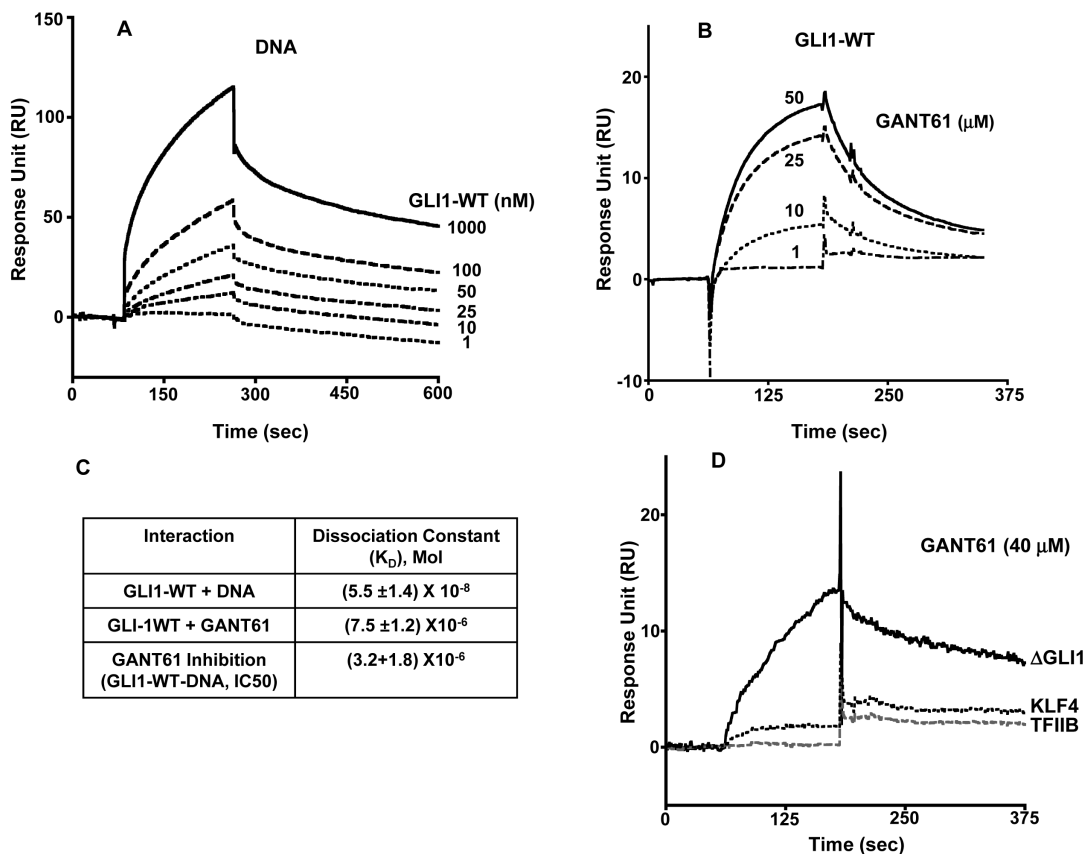 A
DNA
150
100
50
0
Response Unit (RU)
GLI1-WT (nM)
1000
100
50
25
10
1
0
150
300
450
600
Time (sec)
B
GLI1-WT
20
10
0
-10
Response Unit (RU)
GANT61 (μM)
50
25
10
1
0
125
250
375
Time (sec)
C
Interaction
Dissociation Constant
(KD), Mol
GLI1-WT + DNA
(5.5 ±1.4) X 10-8
GLI-1WT + GANT61
(7.5 ±1.2) X10-6
GANT61 Inhibition
(GLI1-WT-DNA, IC50)
(3.2+1.8) X10-6
D
GANT61 (40 μM)
20
10
0
Response Unit (RU)
ΔGLI1
KLF4
TFIIB
0
125
250
375
Time (sec)